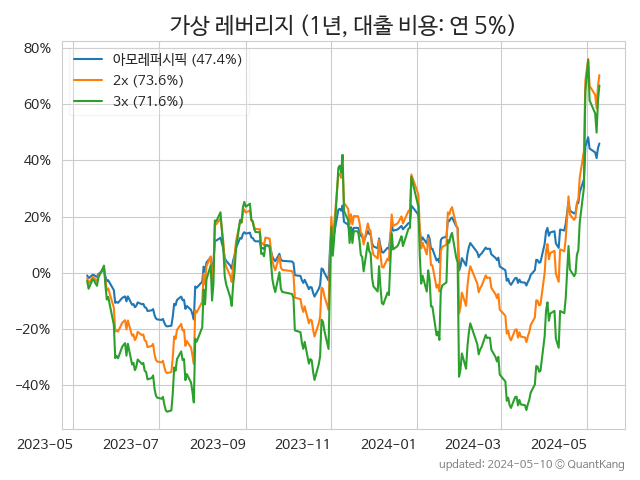 가상 레버리지 (1년, 대출 비용: 연 5%)
80%
60%
40%
20%
0%
−20%
−40%
아모레퍼시픽 (47.4%)
2x (73.6%)
3x (71.6%)
2023-05 2023-07 2023-09 2023-11 2024-01 2024-03 2024-05
updated: 2024-05-10 ⓒ QuantKang